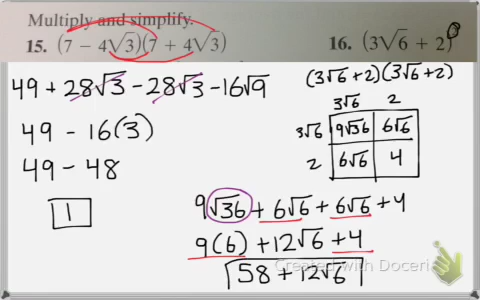 Multiply and simplify.
15. (7 − 4√3)(7 + 4√3)
49 + 28√3 − 28√3 − 16√9
49 − 16(3)
49 − 48
1
16. (3√6 + 2)
(3√6 + 2)(3√6 + 2)
3√6 2
3√6 9√36 6√6
2 6√6 4
9√36 + 6√6 + 6√6 + 4
9(6) + 12√6 + 4
58 + 12√6
Created with Doceri